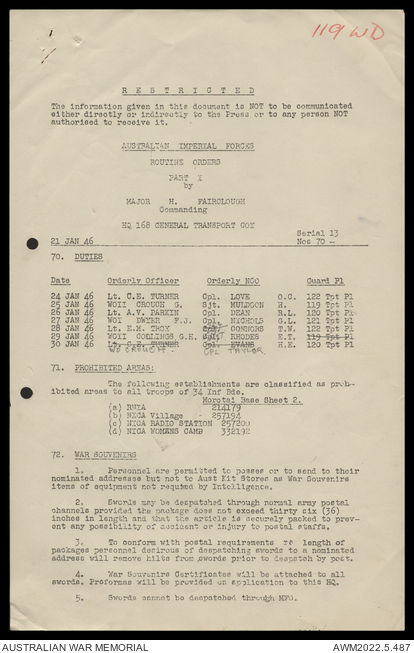 119 WD
R E S T R I C T E D
The information given in this document is NOT to be communicated
either directly or indirectly to the Press or to any person NOT
authorised to receive it.
AUSTRALIAN IMPERIAL FORCES
ROUTINE ORDERS
PART I
by
MAJOR H. FAIRCLOUGH
Commanding
HQ 168 GENERAL TRANSPORT COY
Serial 13
21 JAN 46 Nos 70 -
70. DUTIES
Date Orderly Officer Orderly NCO Guard Pl
24 JAN 46 Lt. C.E. TURNER Cpl. LOVE O.C. 122 Tpt Pl
25 JAN 46 WOII CROUCH G. Sjt. MULDOON H. 119 Tpt Pl
26 JAN 46 Lt. A.V. PARKIN Cpl. DEAN R.L. 120 Tpt Pl
27 JAN 46 WOI DWYER F.J. Cpl. NICHOLS G.L. 121 Tpt Pl
28 JAN 46 Lt. E.M. TROY CONNORS T.W. 122 Tpt Pl
29 JAN 46 WOII COLLINGS G.H. RHODES E.T. 119 Tpt Pl
30 JAN 46 Lt. C.E. TURNER Cpl. EVANS H.E. 120 Tpt Pl
WO CROUCH. CPL TAYLOR
71. PROHIBITED AREAS:
The following establishments are classified as proh-
ibited areas to all troops of 34 Inf Bde.
Morotai Base Sheet 2.
(a) 214179
(b) NICA Village 257194
(c) NICA RADIO STATION 257200
(d) NICA WOMENS CAMP 332192
72. WAR SOUVENIRS
1. Personnel are permitted to posses or to send to their
nominated addresses but not to Aust Kit Stores as War Souvenirs
items of equipment not required by Intelligence.
2. Swords may be despatched through normal army postal
channels provided the package does not exceed thirty six (36)
inches in length and that the article is securely packed to prev-
ent any possibility of accident or injury to postal staffs.
3. To conform with postal requirements re length of
packages personnel desirous of despatching swords to a nominated
address will remove hilts from swords prior to despatch by post.
4. War Souvenirs Certificates will be attached to all
swords. Proformas will be provided on application to this HQ.
5. Swords cannot be despatched through MFO.
AUSTRALIAN WAR MEMORIAL AWM2022.5.487